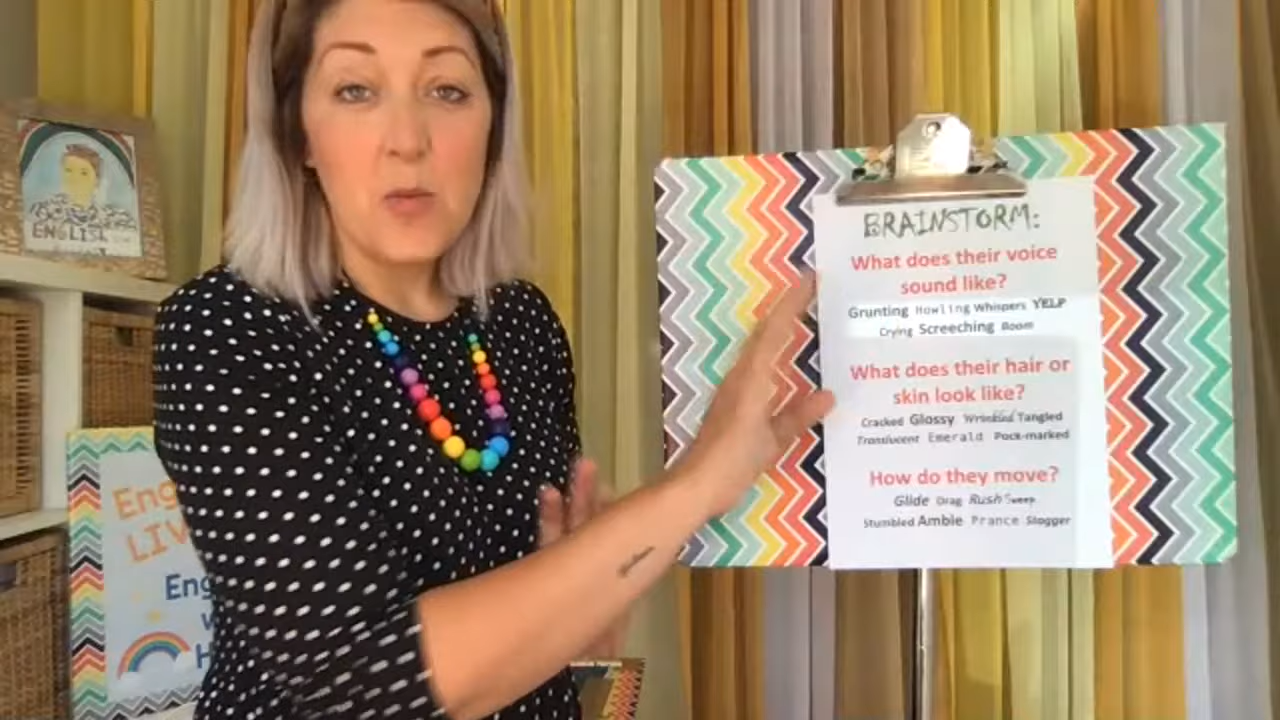 ENGLISH
Eng
LIV
Eng
w
H
BRAINSTORM:
What does their voice
sound like?
Grunting Howling Whispers YELP
Crying Screeching Boom
What does their hair or
skin look like?
Cracked Glossy Wrinkled Tangled
Translucent Emerald Pock-marked
How do they move?
Glide Drag Rush Sweep
Stumbled Amble Prance Stagger